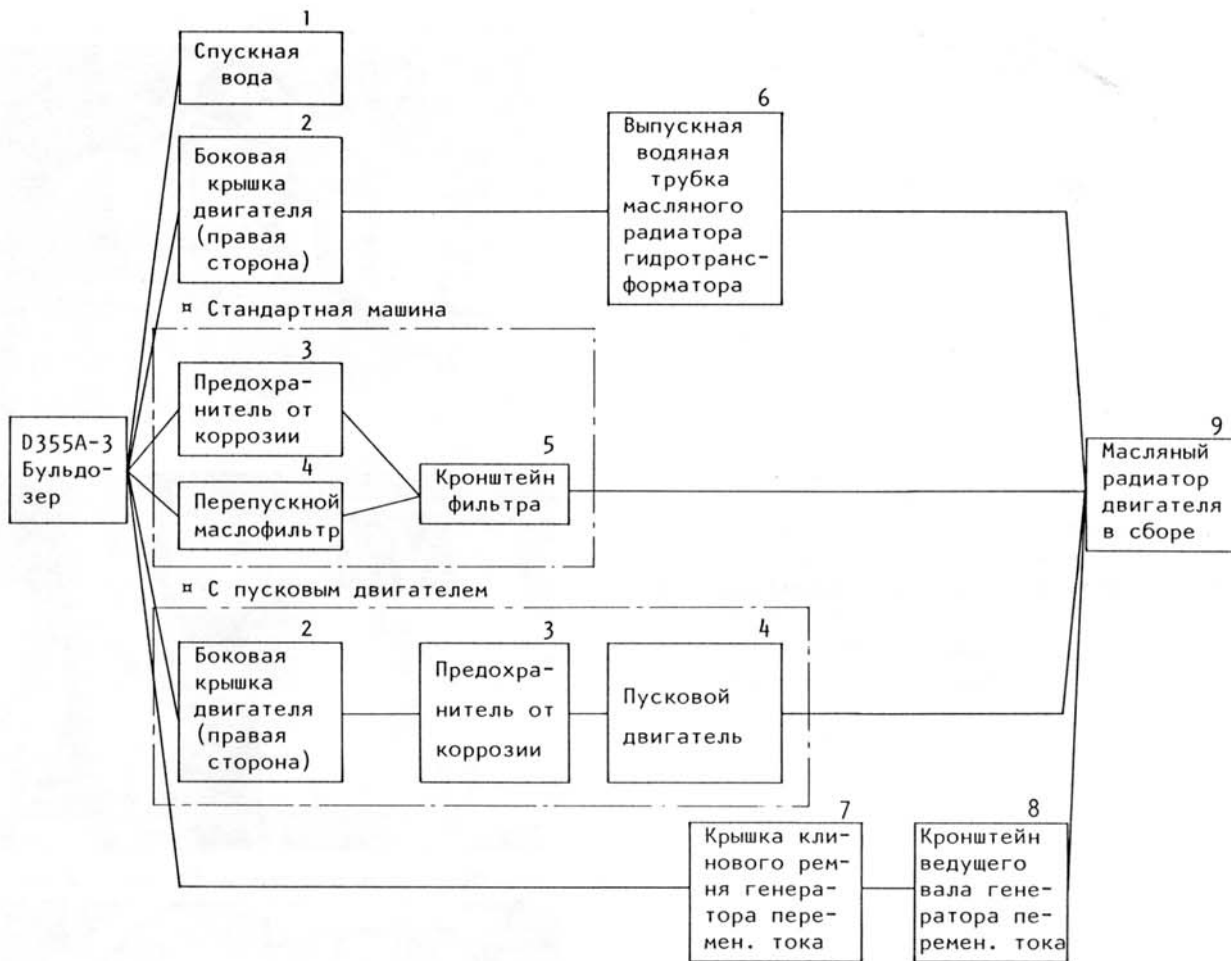 1
Спускная
вода
2
Боковая
крышка
двигателя
(правая
сторона)
6
Выпускная
водяная
трубка
масляного
радиатора
гидротранс-
форматора
¤ Стандартная машина
3
Предохра-
нитель от
коррозии
4
Перепускной
маслофильтр
5
Кронштейн
фильтра
D355A-3
Бульдо-
зер
9
Масляный
радиатор
двигателя
в сборе
¤ С пусковым двигателем
2
Боковая
крышка
двигателя
(правая
сторона)
3
Предохра-
нитель от
коррозии
4
Пусковой
двигатель
7
Крышка кли-
нового рем-
ня генера-
тора пере-
мен. тока
8
Кронштейн
ведущего
вала гене-
ратора пе-
ремен. тока